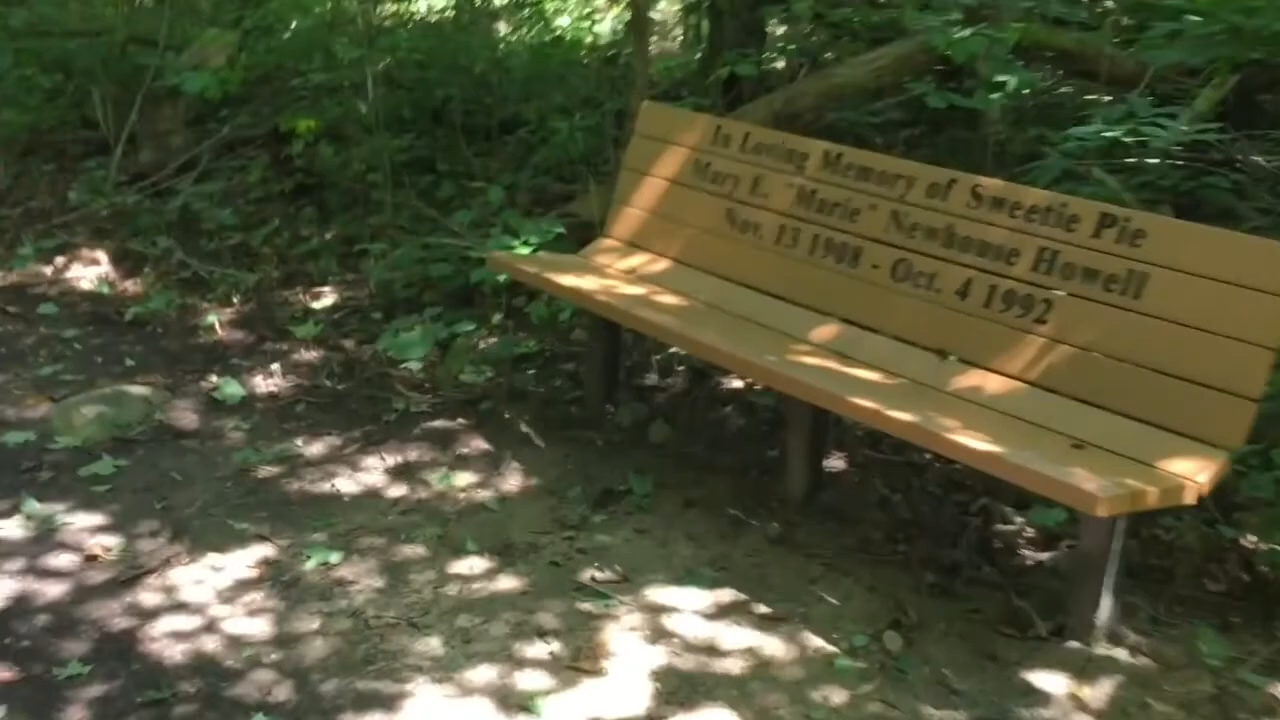 In Loving Memory of Sweetie Pie
Mary E. "Marie" Newhouse Howell
Nov. 13 1908 - Oct. 4 1992